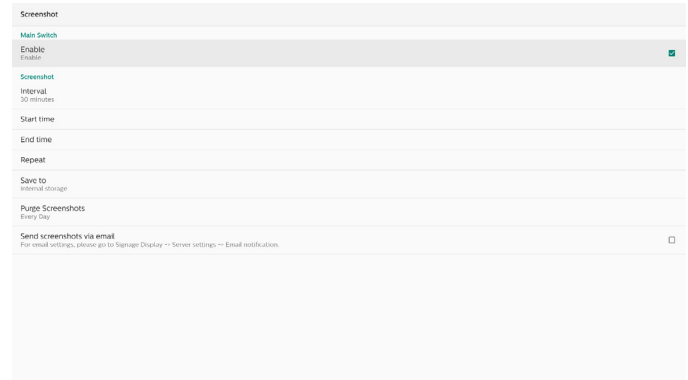 Screenshot
Main Switch
Enable
Enable
Screenshot
Interval
30 minutes
Start time
End time
Repeat
Save to
Internal storage
Purge Screenshots
Every Day
Send screenshots via email
For email settings, please go to Signage Display -- Server settings -- Email notification.